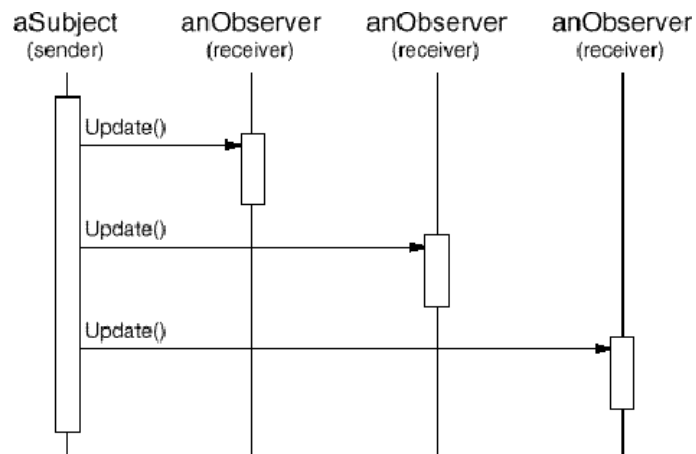 aSubject anObserver anObserver anObserver
(sender) (receiver) (receiver) (receiver)
Update()
Update()
Update()